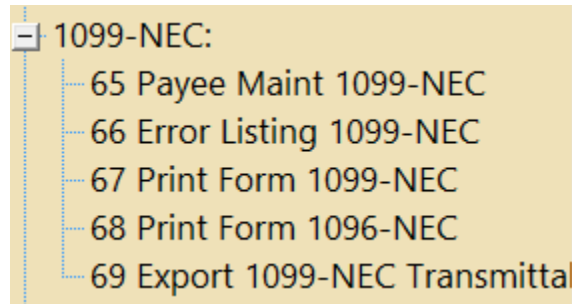 1099-NEC:
65 Payee Maint 1099-NEC
66 Error Listing 1099-NEC
67 Print Form 1099-NEC
68 Print Form 1096-NEC
69 Export 1099-NEC Transmittal